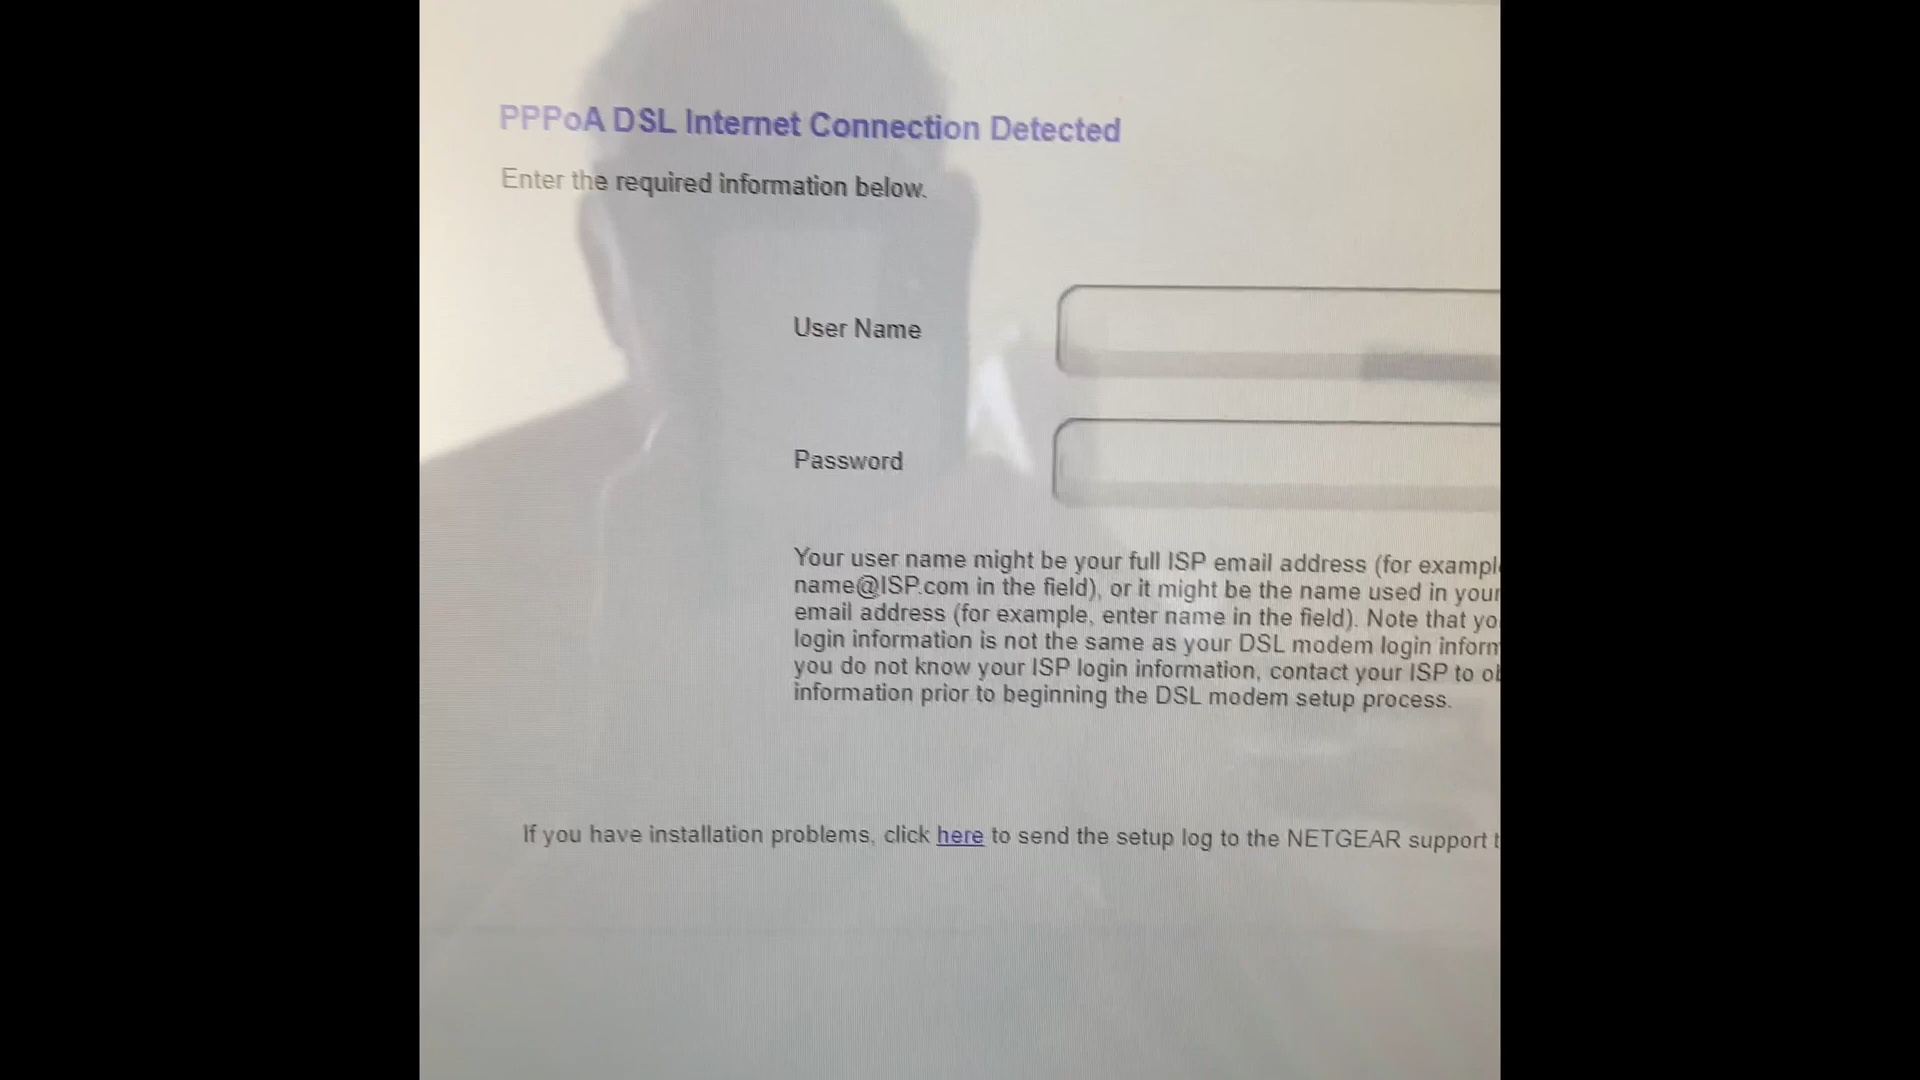 PPPoA DSL Internet Connection Detected
Enter the required information below.
User Name
Password
Your user name might be your full ISP email address (for exampl
name@ISP.com in the field), or it might be the name used in your
email address (for example, enter name in the field). Note that yo
login information is not the same as your DSL modem login inform
you do not know your ISP login information, contact your ISP to ob
information prior to beginning the DSL modem setup process.
If you have installation problems, click here to send the setup log to the NETGEAR support t